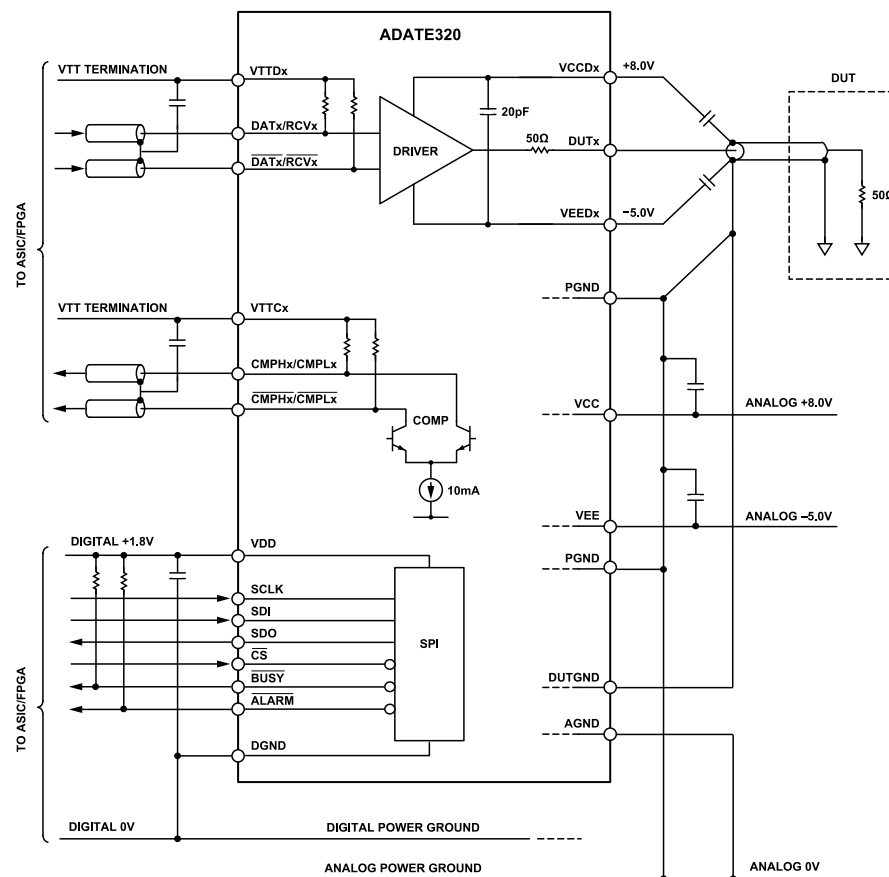 ADATE320
VTT TERMINATION
VTTDx
VCCDx
+8.0V
DUT
20pF
DATx/RCVx
DRIVER
50Ω
DUTx
DATx/RCVx
50Ω
VEEDx
–5.0V
TO ASIC/FPGA
PGND
VTT TERMINATION
VTTCx
CMPHx/CMPLx
CMPHx/CMPLx
COMP
VCC
ANALOG +8.0V
10mA
VEE
ANALOG –5.0V
DIGITAL +1.8V
VDD
PGND
SCLK
SDI
SDO
SPI
CS
BUSY
DUTGND
ALARM
TO ASIC/FPGA
AGND
DGND
DIGITAL 0V
DIGITAL POWER GROUND
ANALOG POWER GROUND
ANALOG 0V